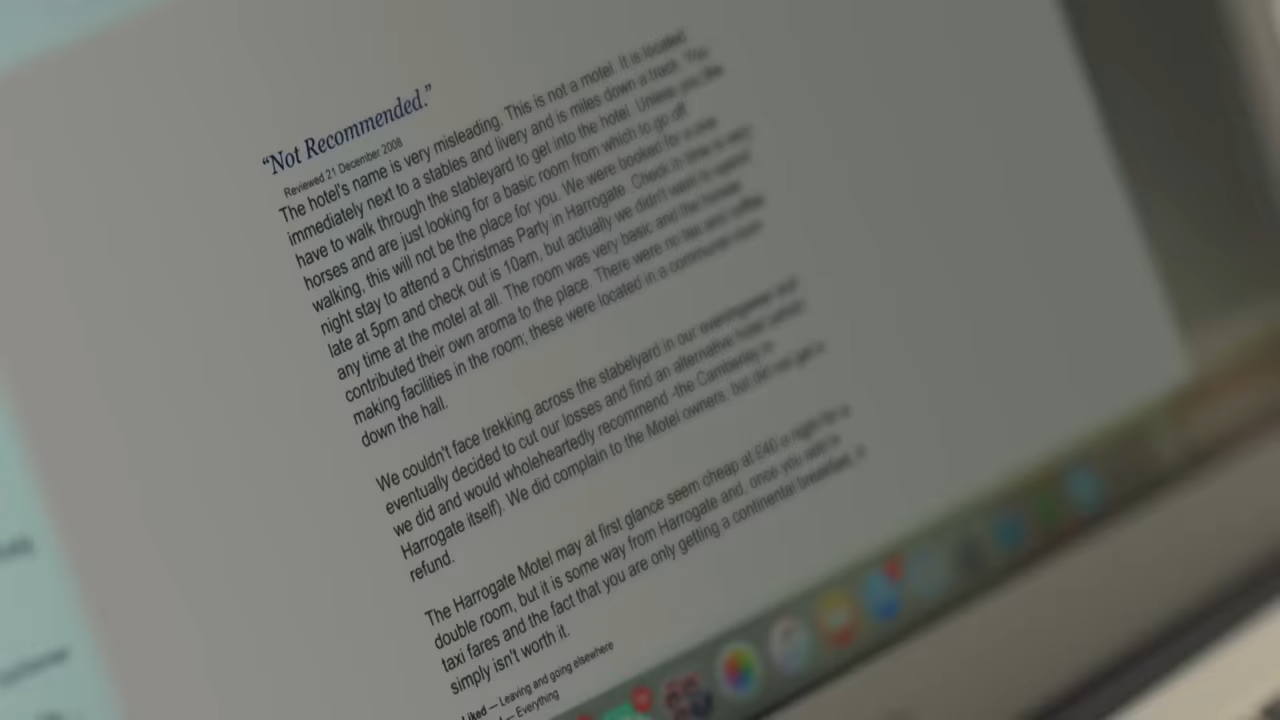 “Not Recommended.”
Reviewed 21 December 2008
The hotel's name is very misleading. This is not a motel. It is located
immediately next to a stables and livery and is miles down a track. You
have to walk through the stableyard to get into the hotel. Unless you like
horses and are just looking for a basic room from which to go off
walking, this will not be the place for you. We were booked for a one
night stay to attend a Christmas Party in Harrogate. Check in time is very
late at 5pm and check out is 10am, but actually we didn't want to spend
any time at the motel at all. The room was very basic and the horses
contributed their own aroma to the place. There were no tea and coffee
making facilities in the room; these were located in a communal room
down the hall.
We couldn't face trekking across the stabelyard in our eveningwear and
eventually decided to cut our losses and find an alternative hotel (which
we did and would wholeheartedly recommend -the Camberley in
Harrogate itself). We did complain to the Motel owners, but did not get a
refund.
The Harrogate Motel may at first glance seem cheap at £40 a night for a
double room, but it is some way from Harrogate and, once you add in
taxi fares and the fact that you are only getting a continental breakfast, it
simply isn't worth it.
Liked — Leaving and going elsewhere
— Everything